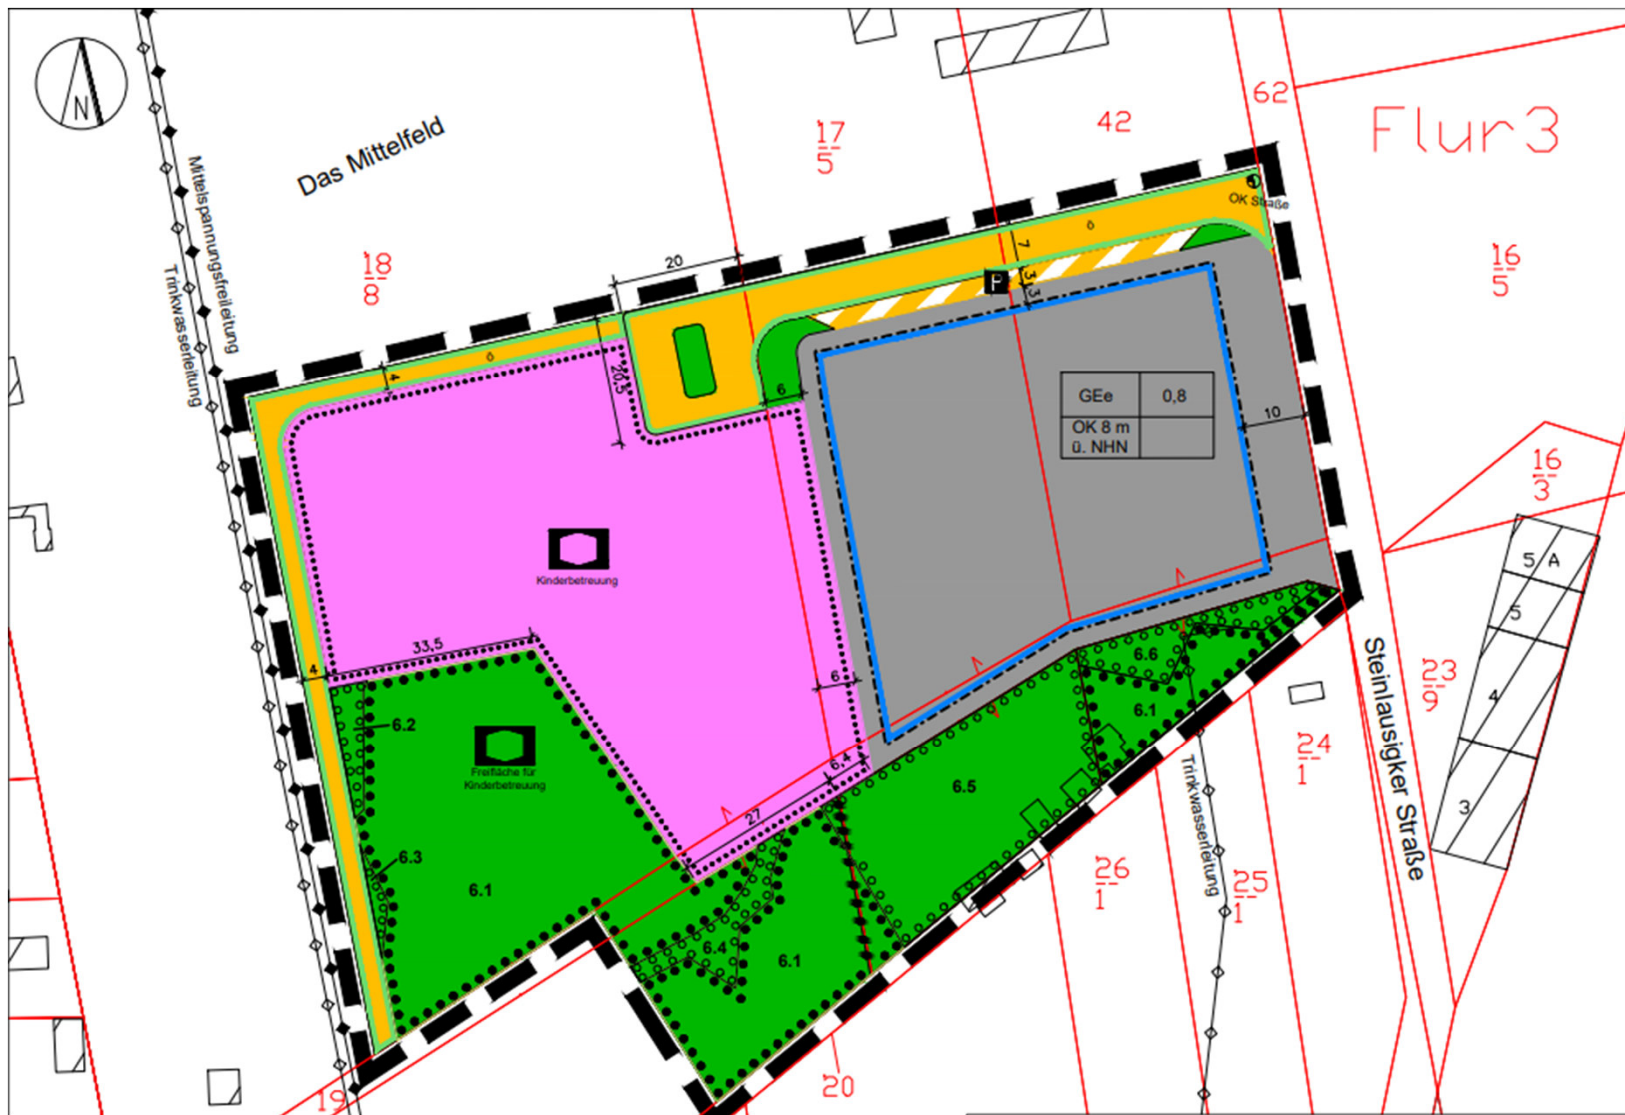 N
Das Mittelfeld
Mittelspannungsfreileitung
Trinkwasserleitung
18
8
17
5
42
62
Flur3
OK Straße
16
5
20
7
ö
P
3
3
ö
4
20,5
6
GEe
0,8
OK 8 m
ü. NHN
10
16
3
5 A
5
4
3
Kinderbetreuung
33,5
4
6
6.2
Freifläche für
Kinderbetreuung
6.3
6.1
6,4
27
6.4
6.1
6.5
6.6
6.1
Trinkwasserleitung
Steinlausigker Straße
23
9
24
1
25
1
26
1
20
19